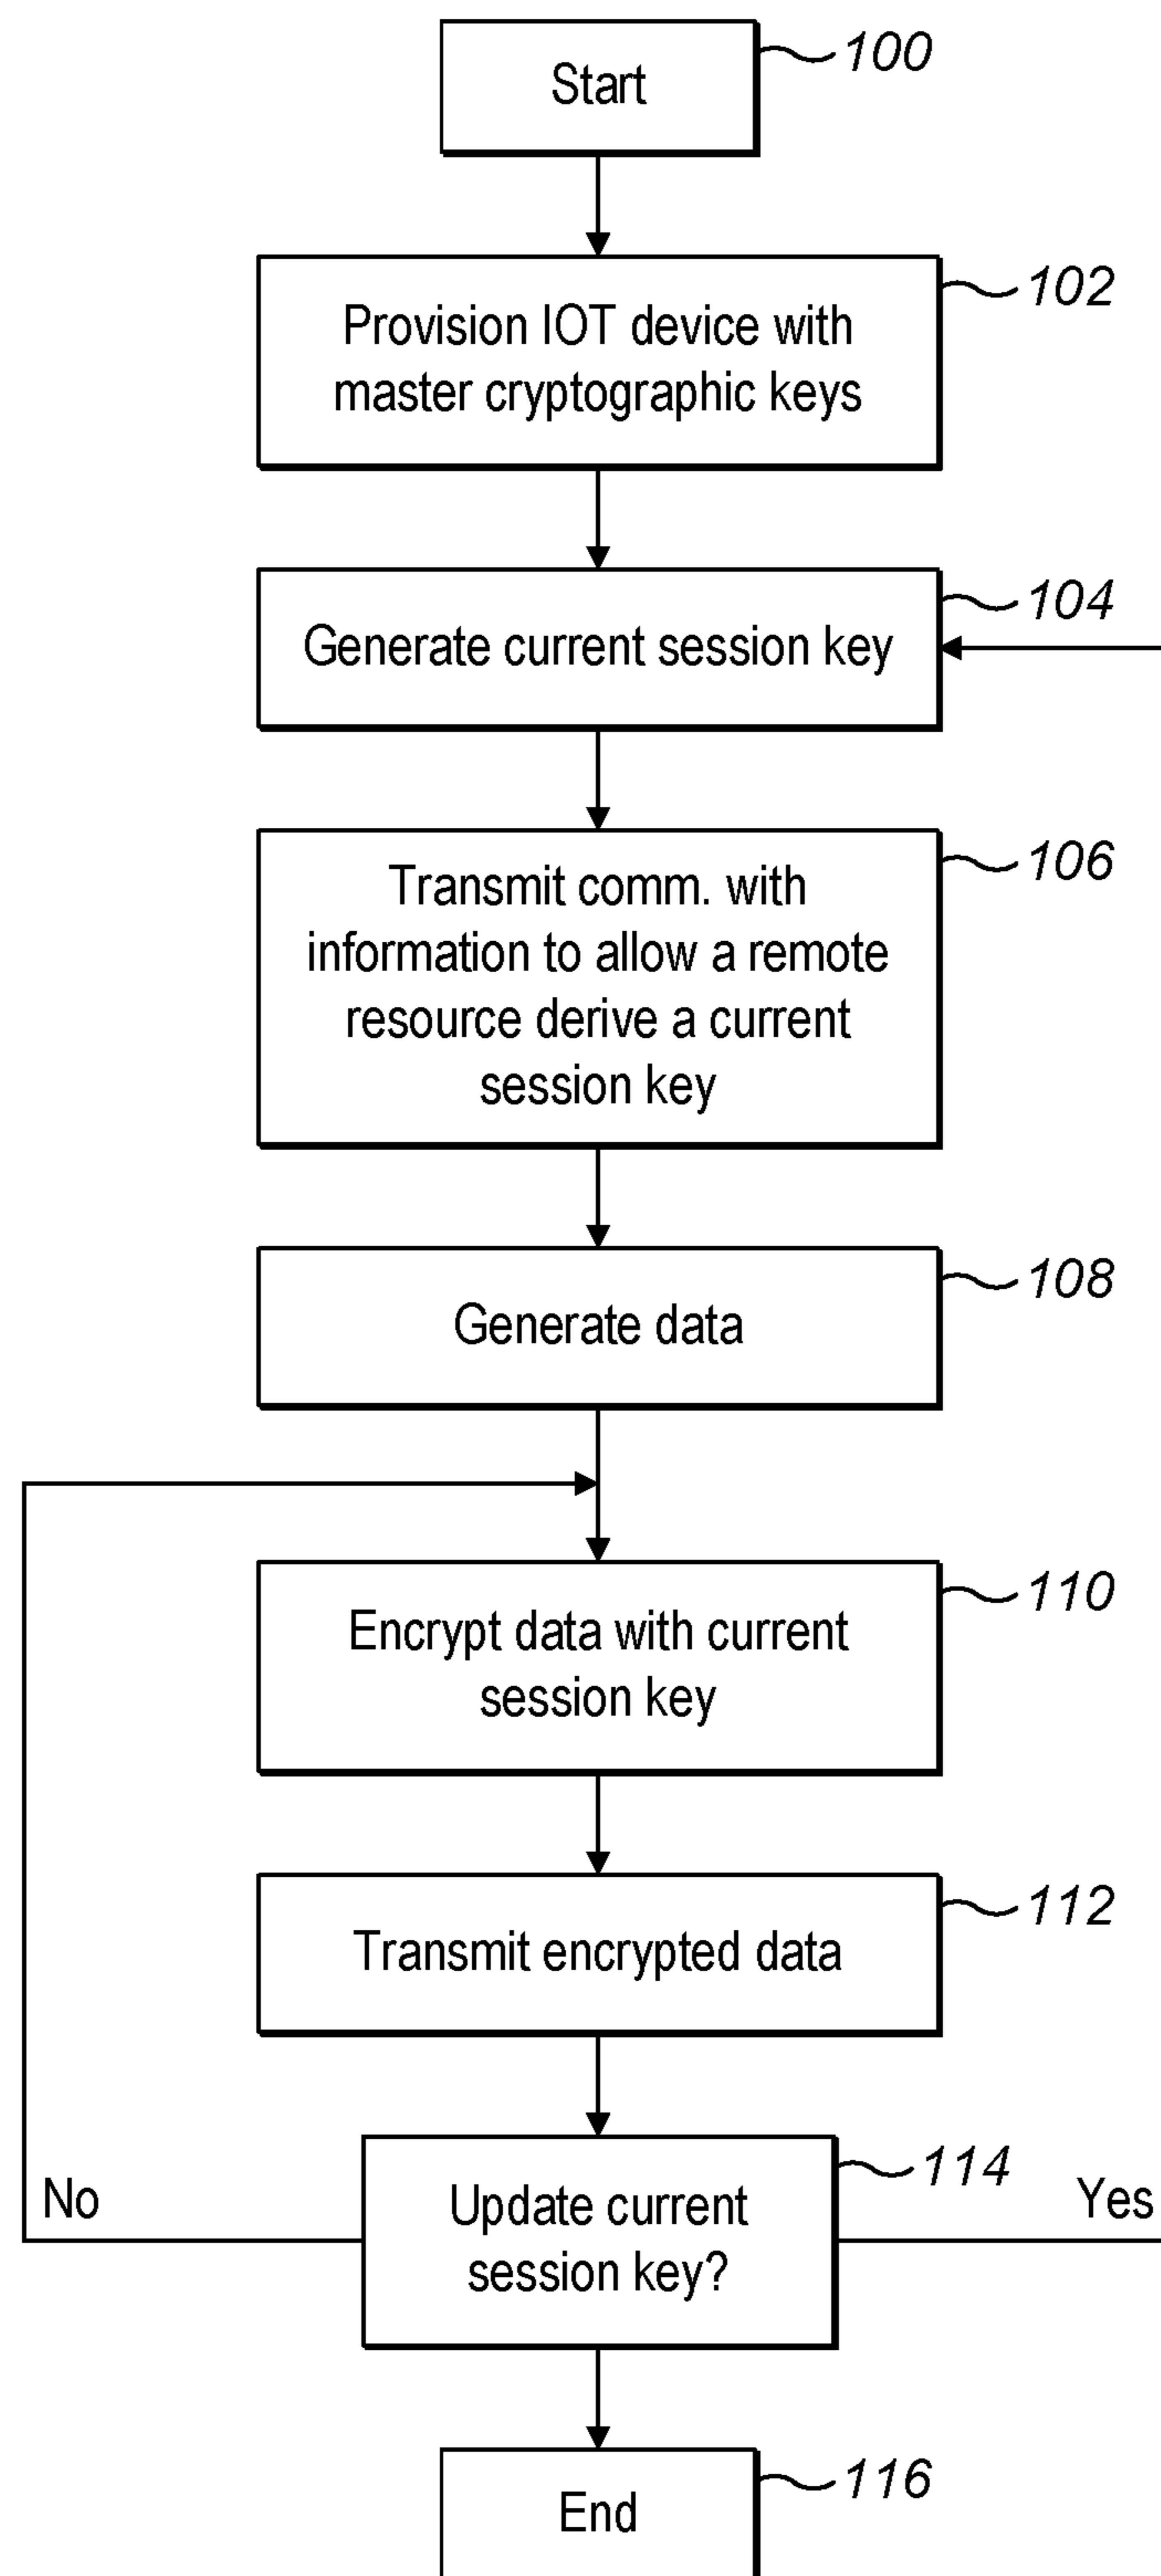 Start
100
Provision IOT device with
master cryptographic keys
102
Generate current session key
104
Transmit comm. with
information to allow a remote
resource derive a current
session key
106
Generate data
108
Encrypt data with current
session key
110
Transmit encrypted data
112
Update current
session key?
114
No
Yes
End
116